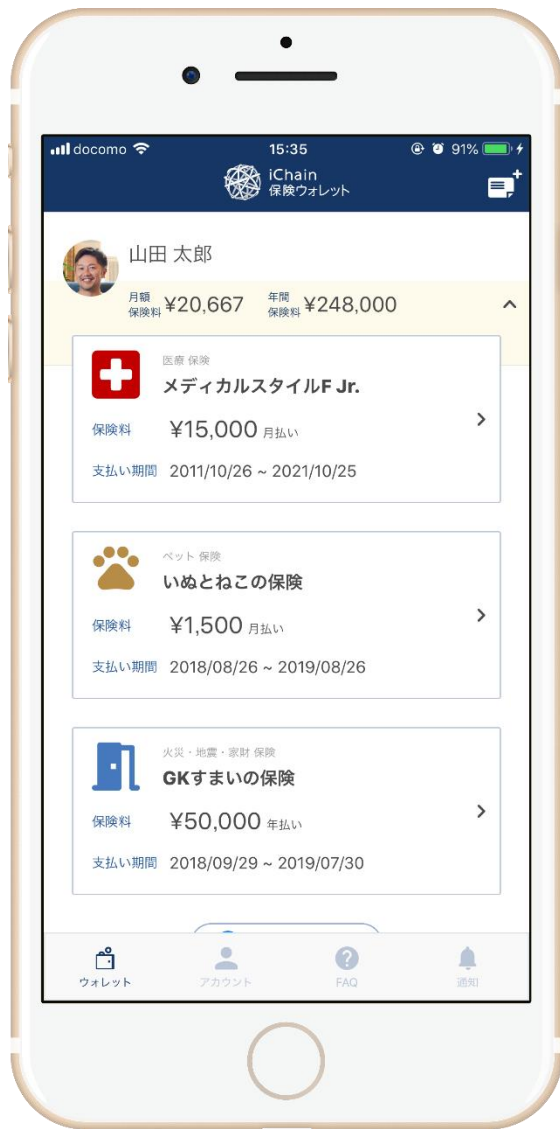 docomo 15:35 91%
iChain
保険ウォレット
山田 太郎
月額
保険料 ¥20,667 年間
保険料 ¥248,000
医療 保険
メディカルスタイルF Jr.
保険料 ¥15,000 月払い
支払い期間 2011/10/26 ~ 2021/10/25
ペット 保険
いぬとねこの保険
保険料 ¥1,500 月払い
支払い期間 2018/08/26 ~ 2019/08/26
火災・地震・家財 保険
GKすまいの保険
保険料 ¥50,000 年払い
支払い期間 2018/09/29 ~ 2019/07/30
ウォレット アカウント FAQ 通知